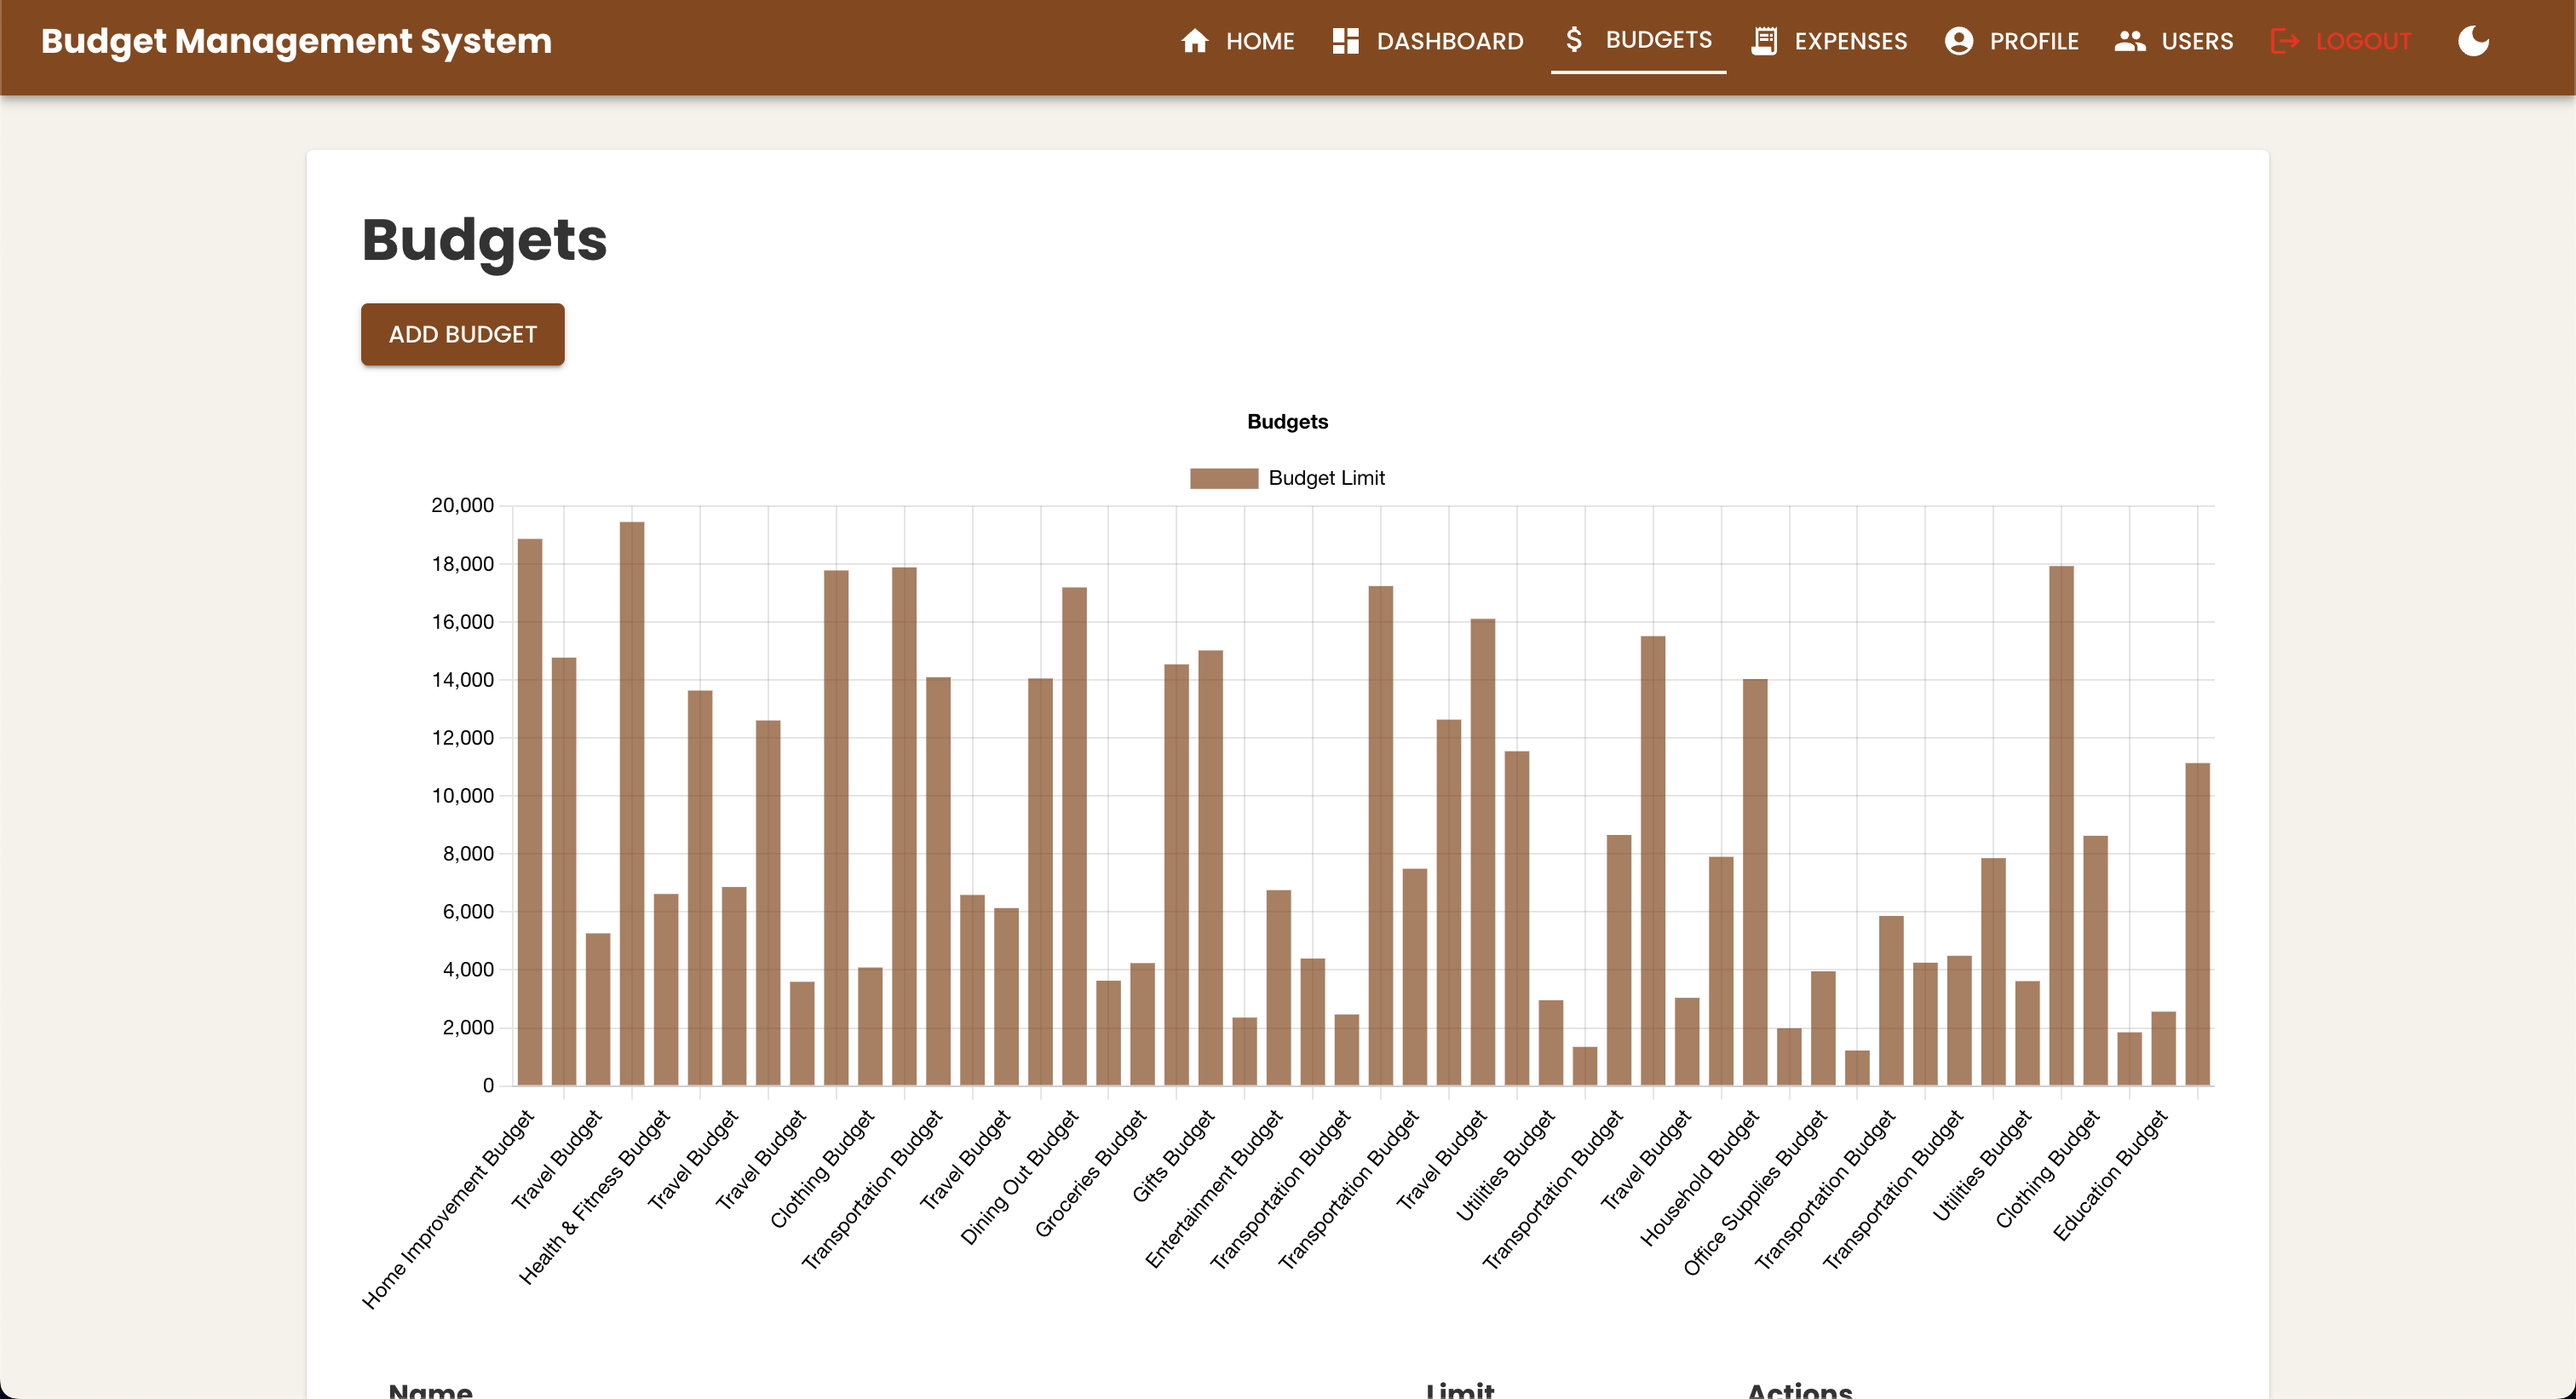 Budget Management System
HOME
DASHBOARD
$ BUDGETS
EXPENSES
PROFILE
USERS
LOGOUT
Budgets
ADD BUDGET
Budgets
Budget Limit
20,000
18,000
16,000
14,000
12,000
10,000
8,000
6,000
4,000
2,000
0
Home Improvement Budget
Travel Budget
Health & Fitness Budget
Travel Budget
Travel Budget
Clothing Budget
Transportation Budget
Travel Budget
Dining Out Budget
Groceries Budget
Gifts Budget
Entertainment Budget
Transportation Budget
Transportation Budget
Travel Budget
Utilities Budget
Transportation Budget
Travel Budget
Household Budget
Office Supplies Budget
Transportation Budget
Transportation Budget
Utilities Budget
Clothing Budget
Education Budget
Name
Limit
Actions